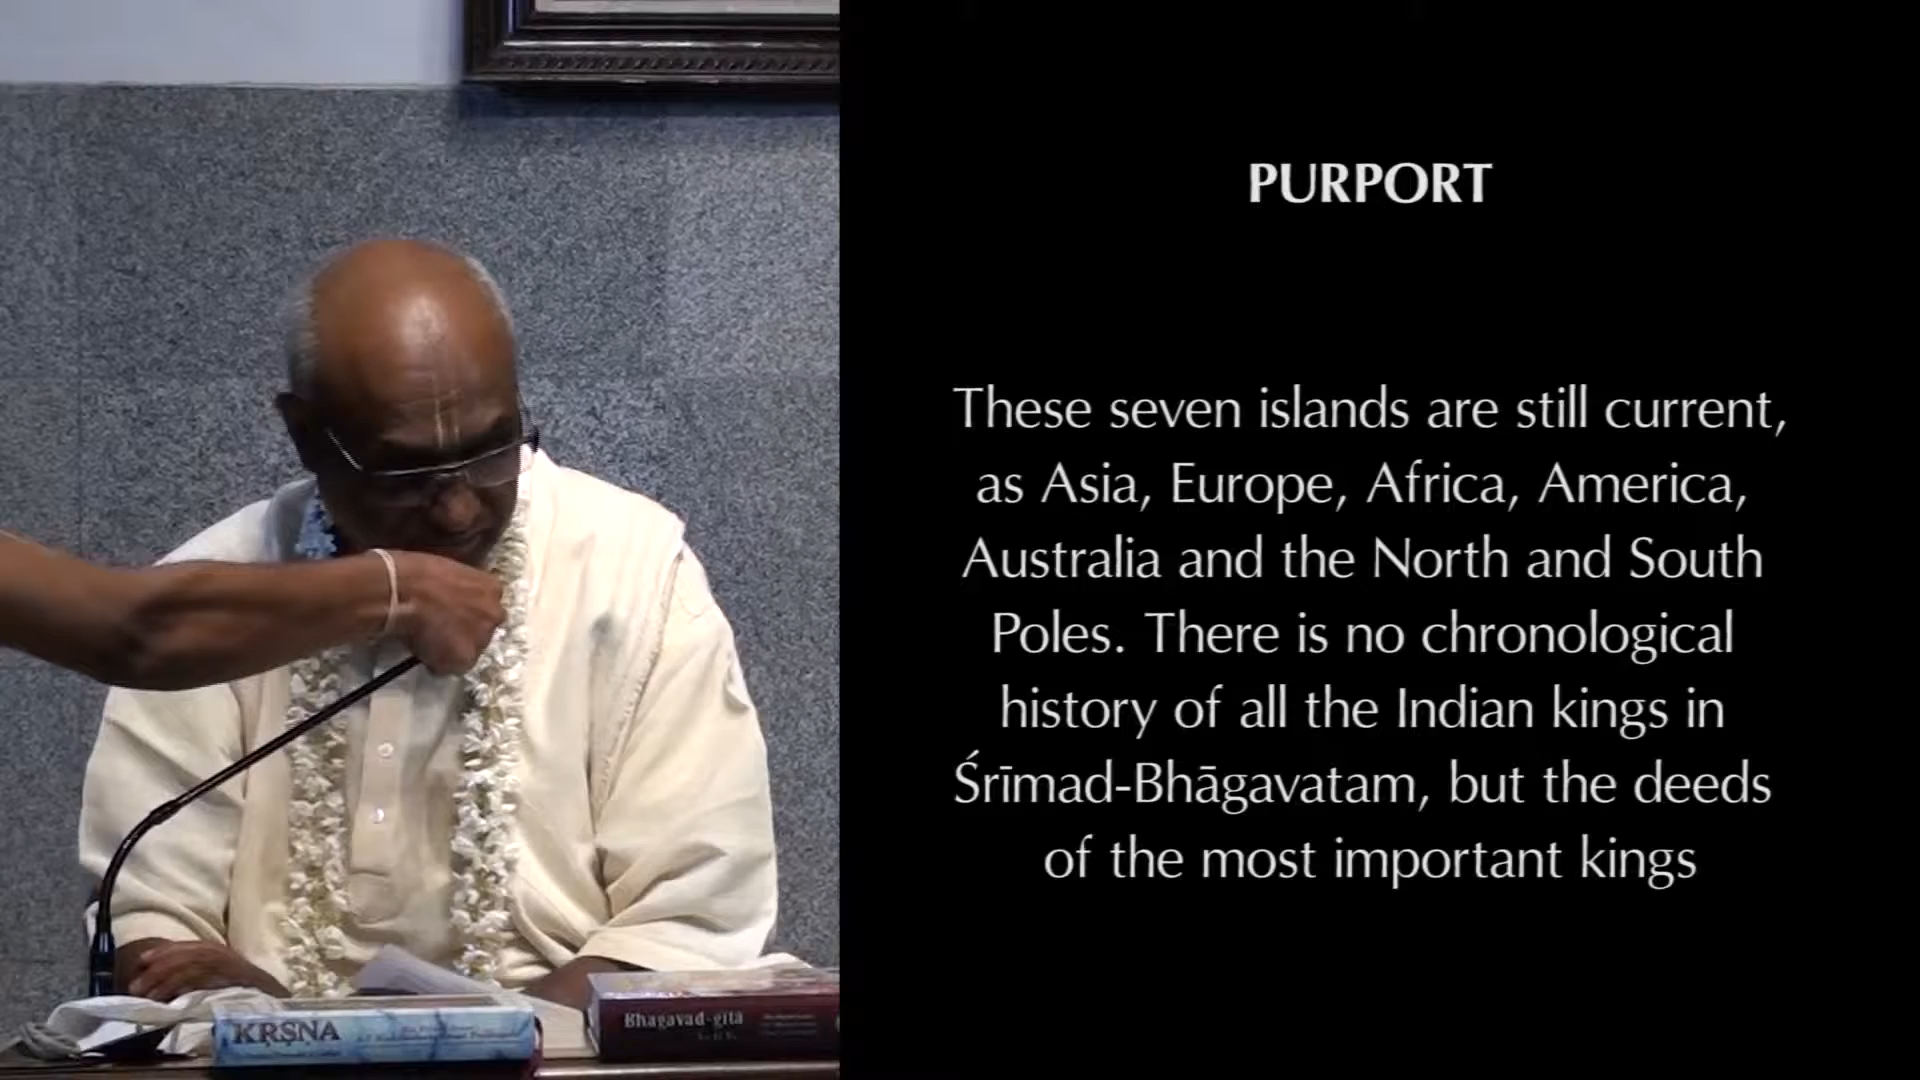 PURPORT
These seven islands are still current,
as Asia, Europe, Africa, America,
Australia and the North and South
Poles. There is no chronological
history of all the Indian kings in
Śrīmad-Bhāgavatam, but the deeds
of the most important kings
KṚṢṆA
Bhagavad-gītā